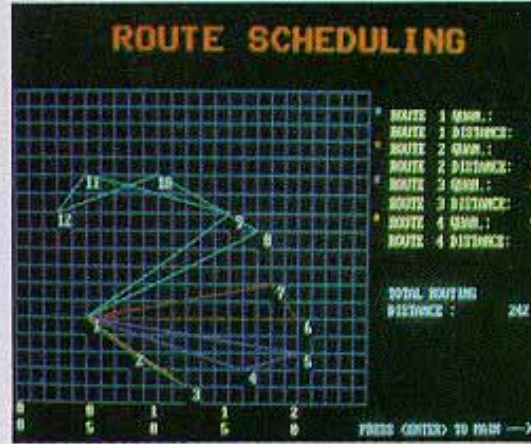 ROUTE SCHEDULING
ROUTE 1 QUAN.:
ROUTE 1 DISTANCE:
ROUTE 2 QUAN.:
ROUTE 2 DISTANCE:
ROUTE 3 QUAN.:
ROUTE 3 DISTANCE:
ROUTE 4 QUAN.:
ROUTE 4 DISTANCE:
11
10
12
9
8
7
TOTAL ROUTING
DISTANCE : 242
1
6
2
5
4
3
0 0 1 1 2
0 5 0 5 0
PRESS <ENTER> TO MAIN